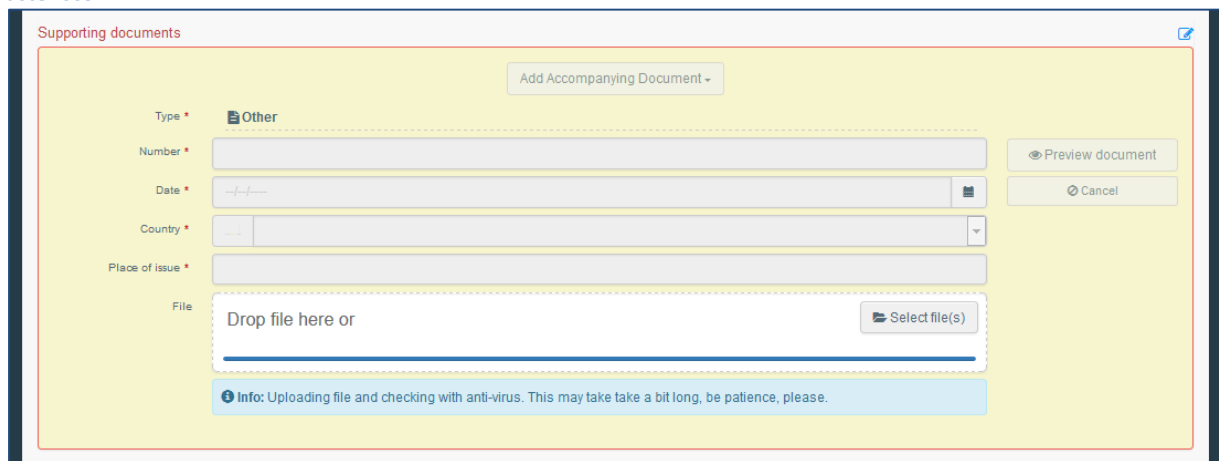 Supporting documents
Add Accompanying Document
Type * Other
Number *
Preview document
Date * --/--/----
Cancel
Country *
Place of issue *
File
Drop file here or
Select file(s)
Info: Uploading file and checking with anti-virus. This may take take a bit long, be patience, please.